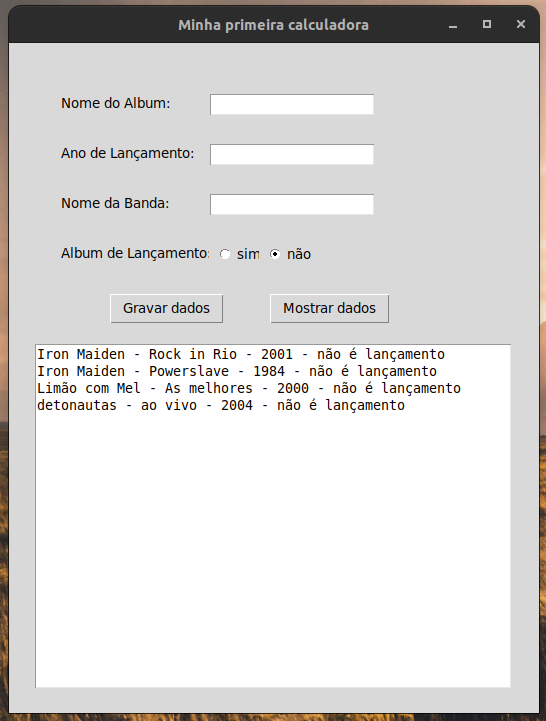 Minha primeira calculadora
Nome do Album:
Ano de Lançamento:
Nome da Banda:
Album de Lançamento: sim não
Gravar dados Mostrar dados
Iron Maiden - Rock in Rio - 2001 - não é lançamento
Iron Maiden - Powerslave - 1984 - não é lançamento
Limão com Mel - As melhores - 2000 - não é lançamento
detonautas - ao vivo - 2004 - não é lançamento